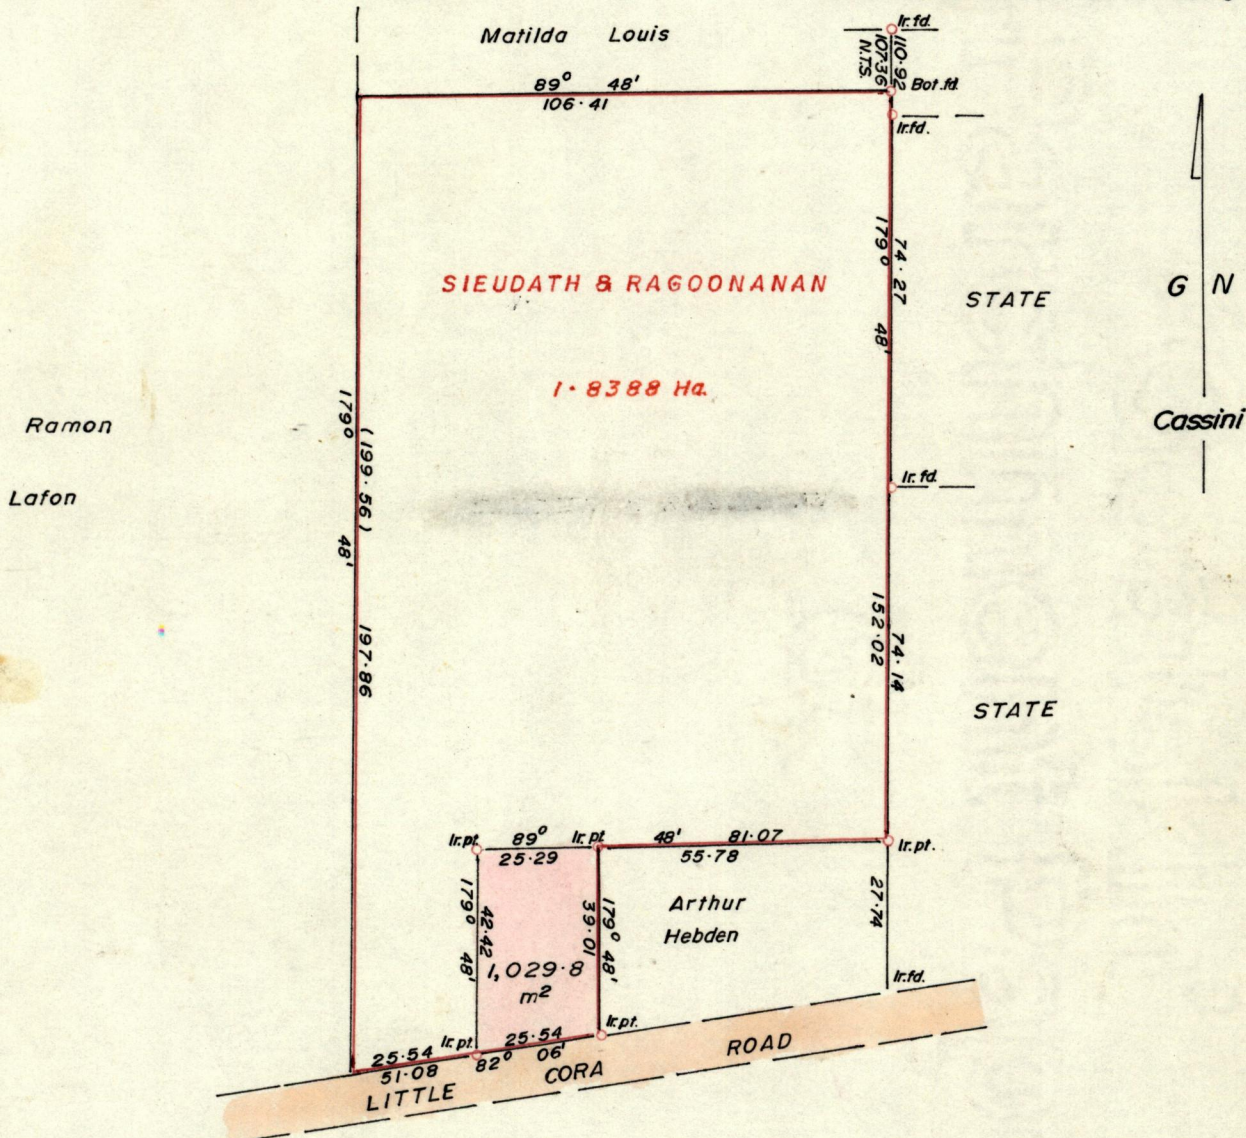 Matilda Louis
Ir. fd.
110·92
107·36
N.T.S.
Bot. fd.
Ir. fd.
89° 48'
106·41
SIEUDATH & RAGOONANAN
1·8388 Ha.
STATE
G N
Cassini
Ramon
Lafon
179° 48'
(199·56)
197·86
74·27
179° 48'
Ir. fd.
152·02
74·14
STATE
Ir. pt.
89°
Ir. pt.
48'
81·07
25·29
55·78
Ir. pt.
Arthur
Hebden
27·74
179° 48'
42·42
39·01
179° 48'
1,029·8
m²
Ir. fd.
Ir. pt.
Ir. pt.
25·54
25·54
51·08
82° 06'
LITTLE CORA ROAD